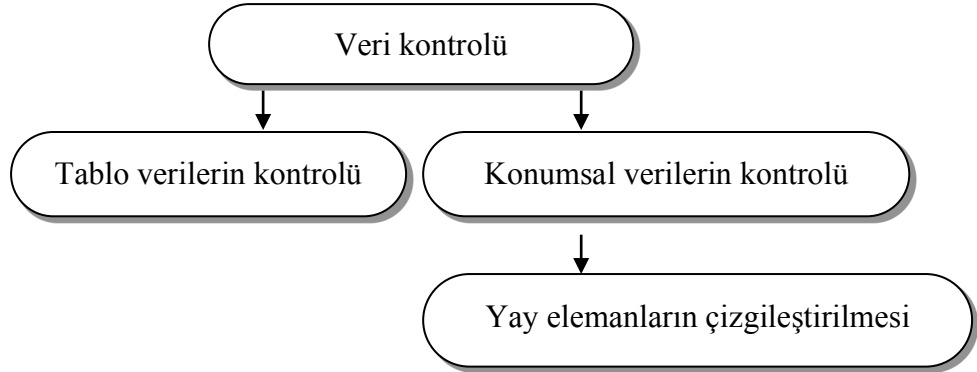 Veri kontrolü
Tablo verilerin kontrolü
Konumsal verilerin kontrolü
Yay elemanların çizgileştirilmesi